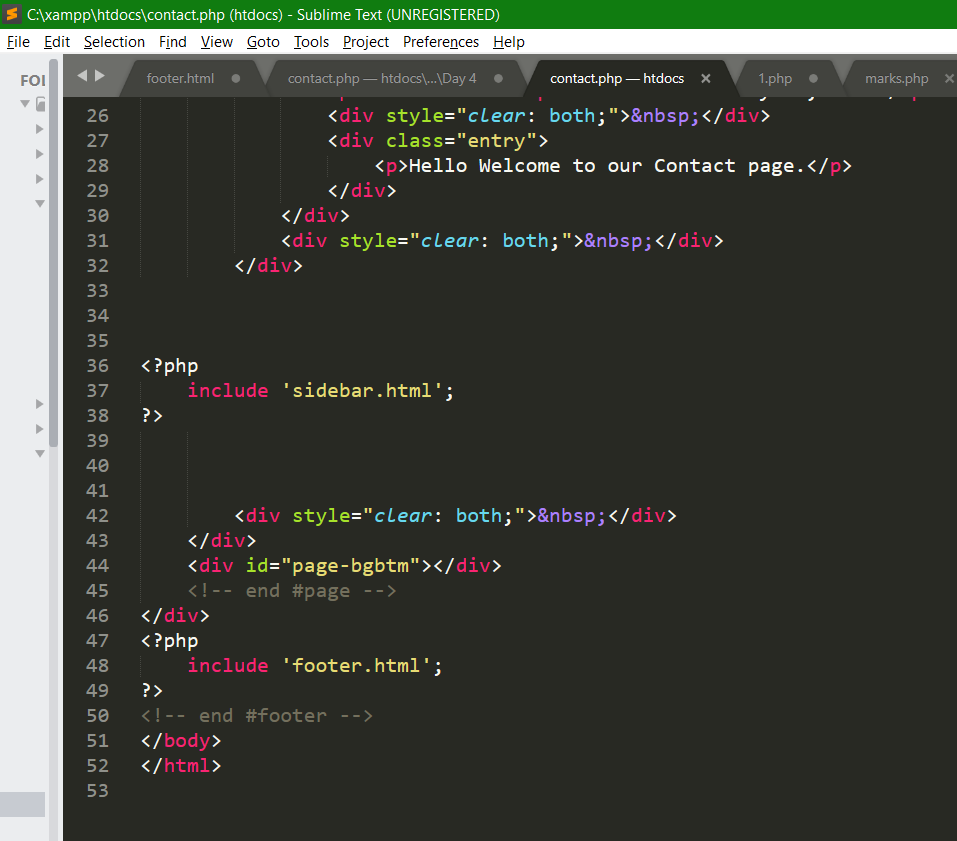 C:\xampp\htdocs\contact.php (htdocs) - Sublime Text (UNREGISTERED)
File Edit Selection Find View Goto Tools Project Preferences Help
FOI
footer.html contact.php — htdocs\...\Day 4 contact.php — htdocs 1.php marks.php
26 <div style="clear: both;">&nbsp;</div>
27 <div class="entry">
28 <p>Hello Welcome to our Contact page.</p>
29 </div>
30 </div>
31 <div style="clear: both;">&nbsp;</div>
32 </div>
33
34
35
36 <?php
37 include 'sidebar.html';
38 ?>
39
40
41
42 <div style="clear: both;">&nbsp;</div>
43 </div>
44 <div id="page-bgbtm"></div>
45 <!-- end #page -->
46 </div>
47 <?php
48 include 'footer.html';
49 ?>
50 <!-- end #footer -->
51 </body>
52 </html>
53